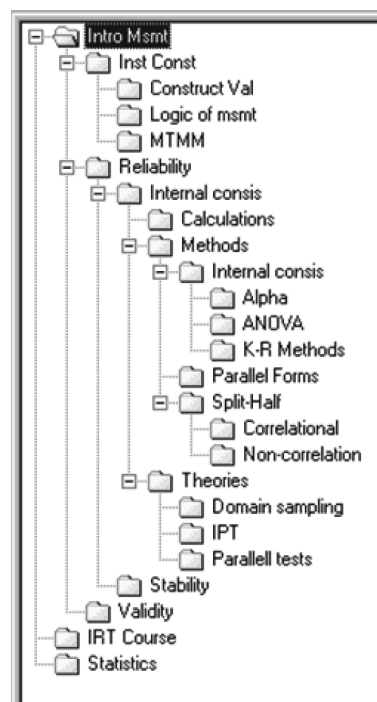 Intro Msmt
Inst Const
Construct Val
Logic of msmt
MTMM
Reliability
Internal consis
Calculations
Methods
Internal consis
Alpha
ANOVA
K-R Methods
Parallel Forms
Split-Half
Correlational
Non-correlation
Theories
Domain sampling
IPT
Parallell tests
Stability
Validity
IRT Course
Statistics